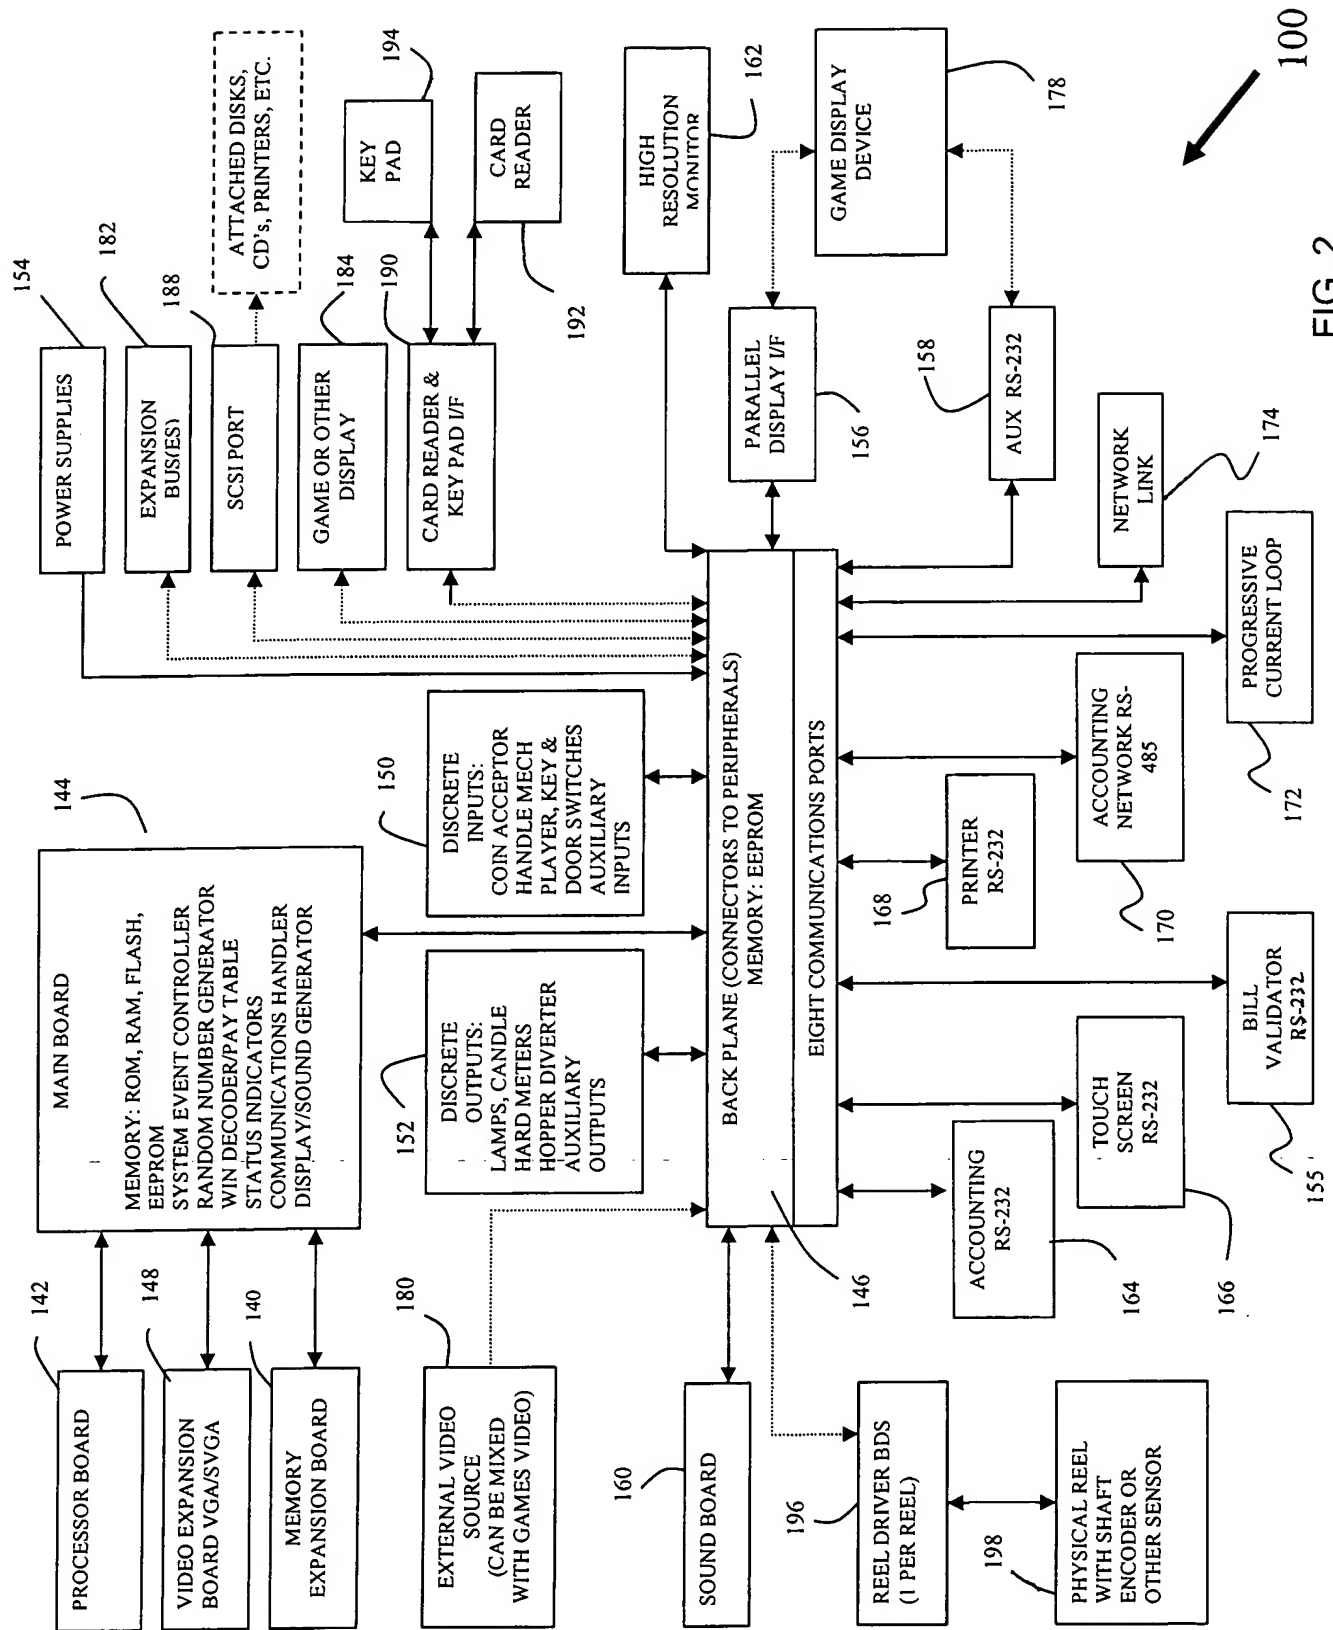 PROCESSOR BOARD
142
VIDEO EXPANSION
BOARD VGA/SVGA
148
MEMORY
EXPANSION BOARD
140
MAIN BOARD
MEMORY: ROM, RAM, FLASH,
EEPROM
SYSTEM EVENT CONTROLLER
RANDOM NUMBER GENERATOR
WIN DECODER/PAY TABLE
STATUS INDICATORS
COMMUNICATIONS HANDLER
DISPLAY/SOUND GENERATOR
144
POWER SUPPLIES
154
EXPANSION
BUS(ES)
182
SCSI PORT
188
ATTACHED DISKS,
CD's, PRINTERS, ETC.
GAME OR OTHER
DISPLAY
184
CARD READER &
KEY PAD I/F
190
KEY
PAD
194
CARD
READER
192
EXTERNAL VIDEO
SOURCE
(CAN BE MIXED
WITH GAMES VIDEO)
180
DISCRETE
OUTPUTS:
LAMPS, CANDLE
HARD METERS
HOPPER DIVERTER
AUXILIARY
OUTPUTS
152
DISCRETE
INPUTS:
COIN ACCEPTOR
HANDLE MECH
PLAYER, KEY &
DOOR SWITCHES
AUXILIARY
INPUTS
150
HIGH
RESOLUTION
MONITOR
162
SOUND BOARD
160
BACK PLANE (CONNECTORS TO PERIPHERALS)
MEMORY: EEPROM
EIGHT COMMUNICATIONS PORTS
146
PARALLEL
DISPLAY I/F
156
GAME DISPLAY
DEVICE
178
REEL DRIVER BDS
(1 PER REEL)
196
PHYSICAL REEL
WITH SHAFT
ENCODER OR
OTHER SENSOR
198
ACCOUNTING
RS-232
164
TOUCH
SCREEN
RS-232
166
BILL
VALIDATOR
RS-232
155
PRINTER
RS-232
168
ACCOUNTING
NETWORK RS-
485
170
PROGRESSIVE
CURRENT LOOP
172
NETWORK
LINK
174
AUX RS-232
158
100
FIG. 2